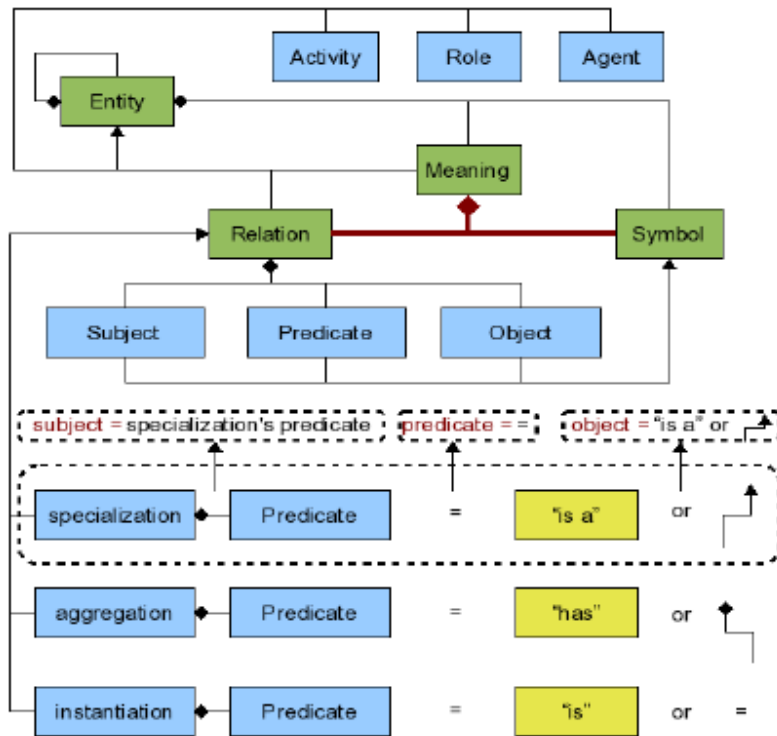 Activity Role Agent
Entity
Meaning
Relation Symbol
Subject Predicate Object
subject = specialization's predicate predicate = = object = "is a" or
specialization Predicate = "is a" or
aggregation Predicate = "has" or
instantiation Predicate = "is" or =